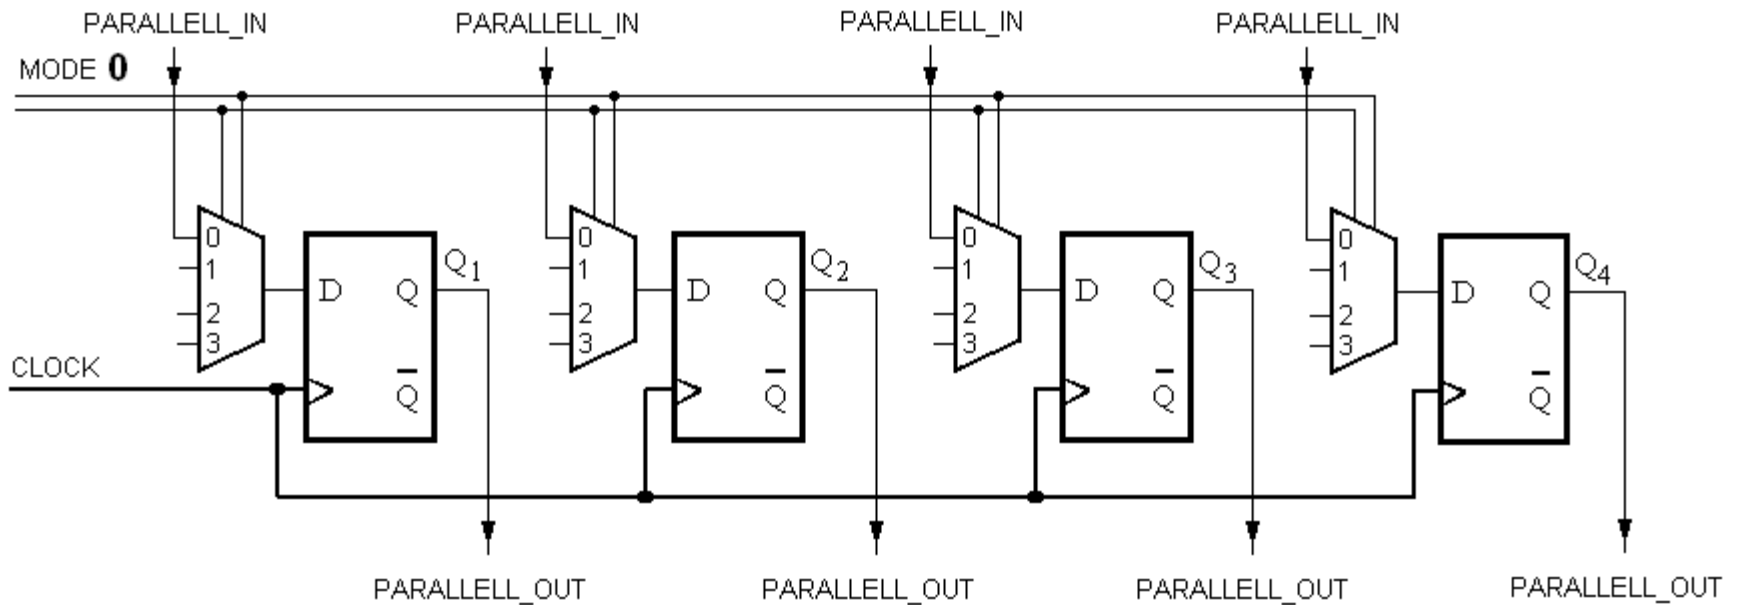 PARALLELL_IN PARALLELL_IN PARALLELL_IN PARALLELL_IN
MODE 0
0 0 0 0
1 1 1 1
Q1 Q2 Q3 Q4
D Q D Q D Q D Q
2 2 2 2
3 3 3 3
CLOCK
Q̅ Q̅ Q̅ Q̅
PARALLELL_OUT PARALLELL_OUT PARALLELL_OUT PARALLELL_OUT